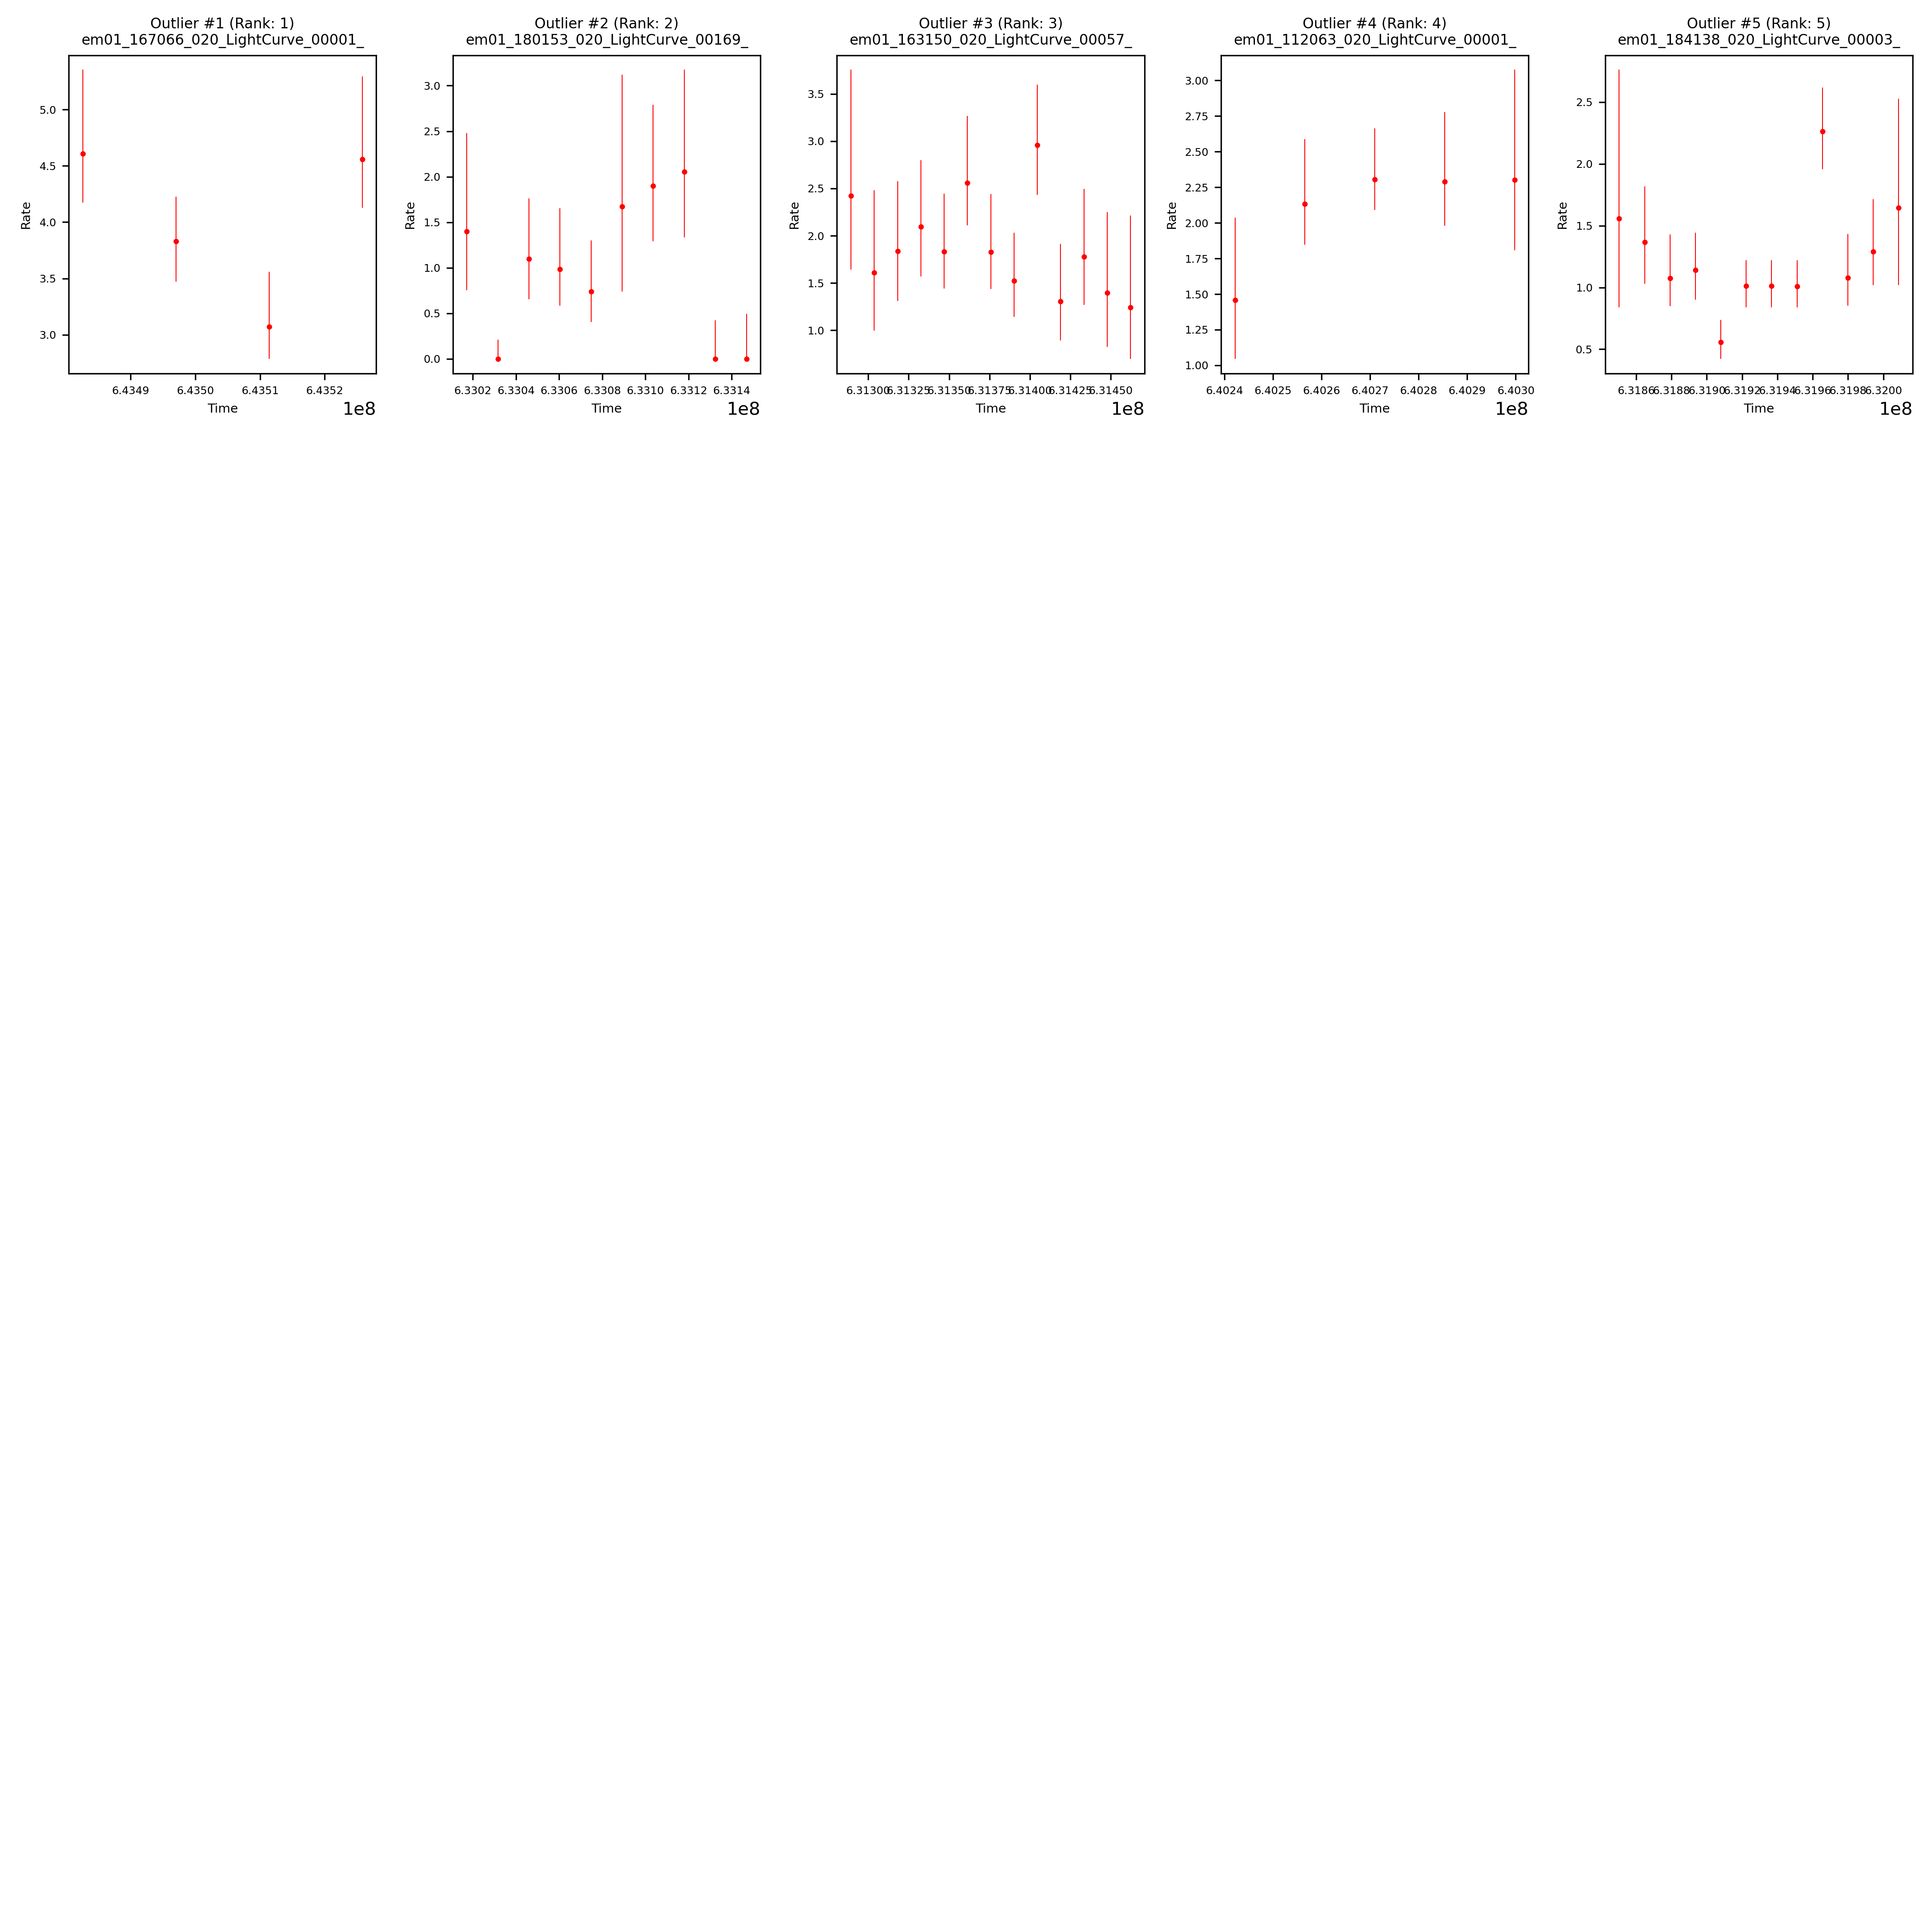 Outlier #1 (Rank: 1)
em01_167066_020_LightCurve_00001_
Rate
5.0
4.5
4.0
3.5
3.0
6.4349 6.4350 6.4351 6.4352
Time
1e8
Outlier #2 (Rank: 2)
em01_180153_020_LightCurve_00169_
Rate
3.0
2.5
2.0
1.5
1.0
0.5
0.0
6.3302 6.3304 6.3306 6.3308 6.3310 6.3312 6.3314
Time
1e8
Outlier #3 (Rank: 3)
em01_163150_020_LightCurve_00057_
Rate
3.5
3.0
2.5
2.0
1.5
1.0
6.31300 6.31325 6.31350 6.31375 6.31400 6.31425 6.31450
Time
1e8
Outlier #4 (Rank: 4)
em01_112063_020_LightCurve_00001_
Rate
3.00
2.75
2.50
2.25
2.00
1.75
1.50
1.25
1.00
6.4024 6.4025 6.4026 6.4027 6.4028 6.4029 6.4030
Time
1e8
Outlier #5 (Rank: 5)
em01_184138_020_LightCurve_00003_
Rate
2.5
2.0
1.5
1.0
0.5
6.3186 6.3188 6.3190 6.3192 6.3194 6.3196 6.3198 6.3200
Time
1e8